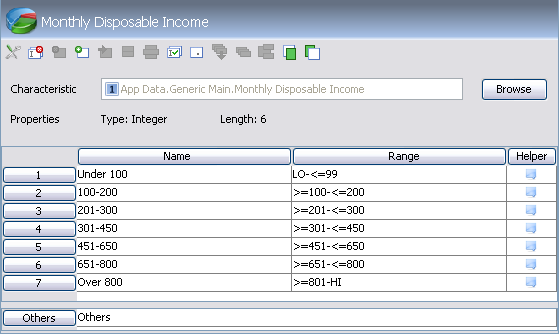 Monthly Disposable Income
Characteristic 1 App Data.Generic Main.Monthly Disposable Income Browse
Properties Type: Integer Length: 6
Name Range Helper
1 Under 100 LO-<=99
2 100-200 >=100-<=200
3 201-300 >=201-<=300
4 301-450 >=301-<=450
5 451-650 >=451-<=650
6 651-800 >=651-<=800
7 Over 800 >=801-HI
Others Others